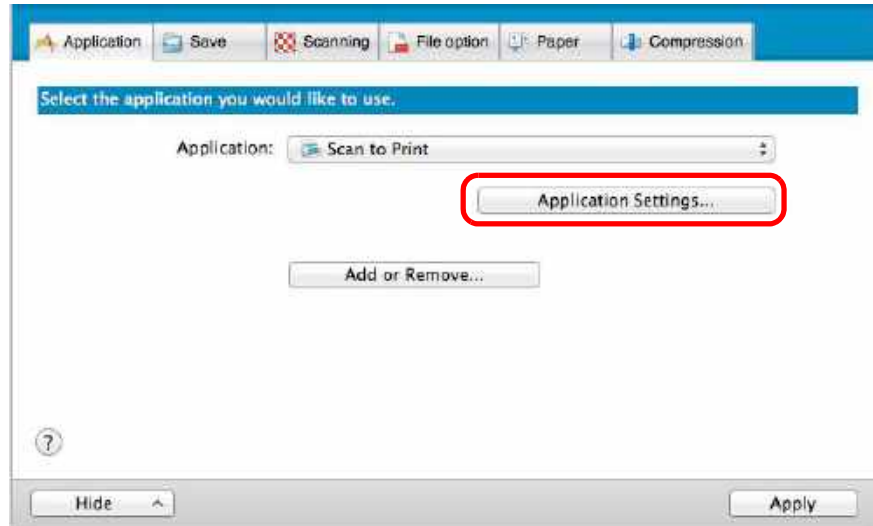 Application Save Scanning File option Paper Compression
Select the application you would like to use.
Application: Scan to Print
Application Settings...
Add or Remove...
?
Hide Apply